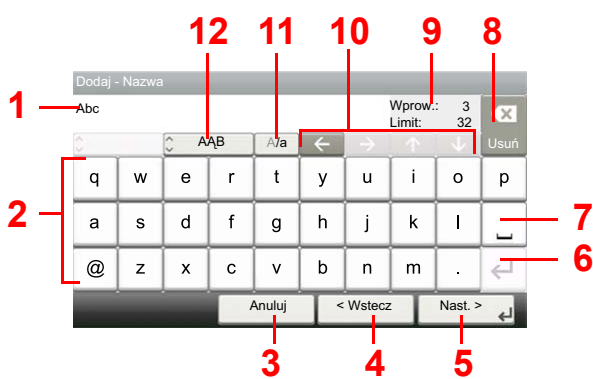 12 11 10 9 8
Dodaj - Nazwa
1 Abc
Wprow.: 3
Limit: 32
AĄB A/a ← → ↑ ↓ Usuń
q w e r t y u i o p
2 a s d f g h j k l 7
@ z x c v b n m . 6
Anuluj < Wstecz Nast. >
3 4 5